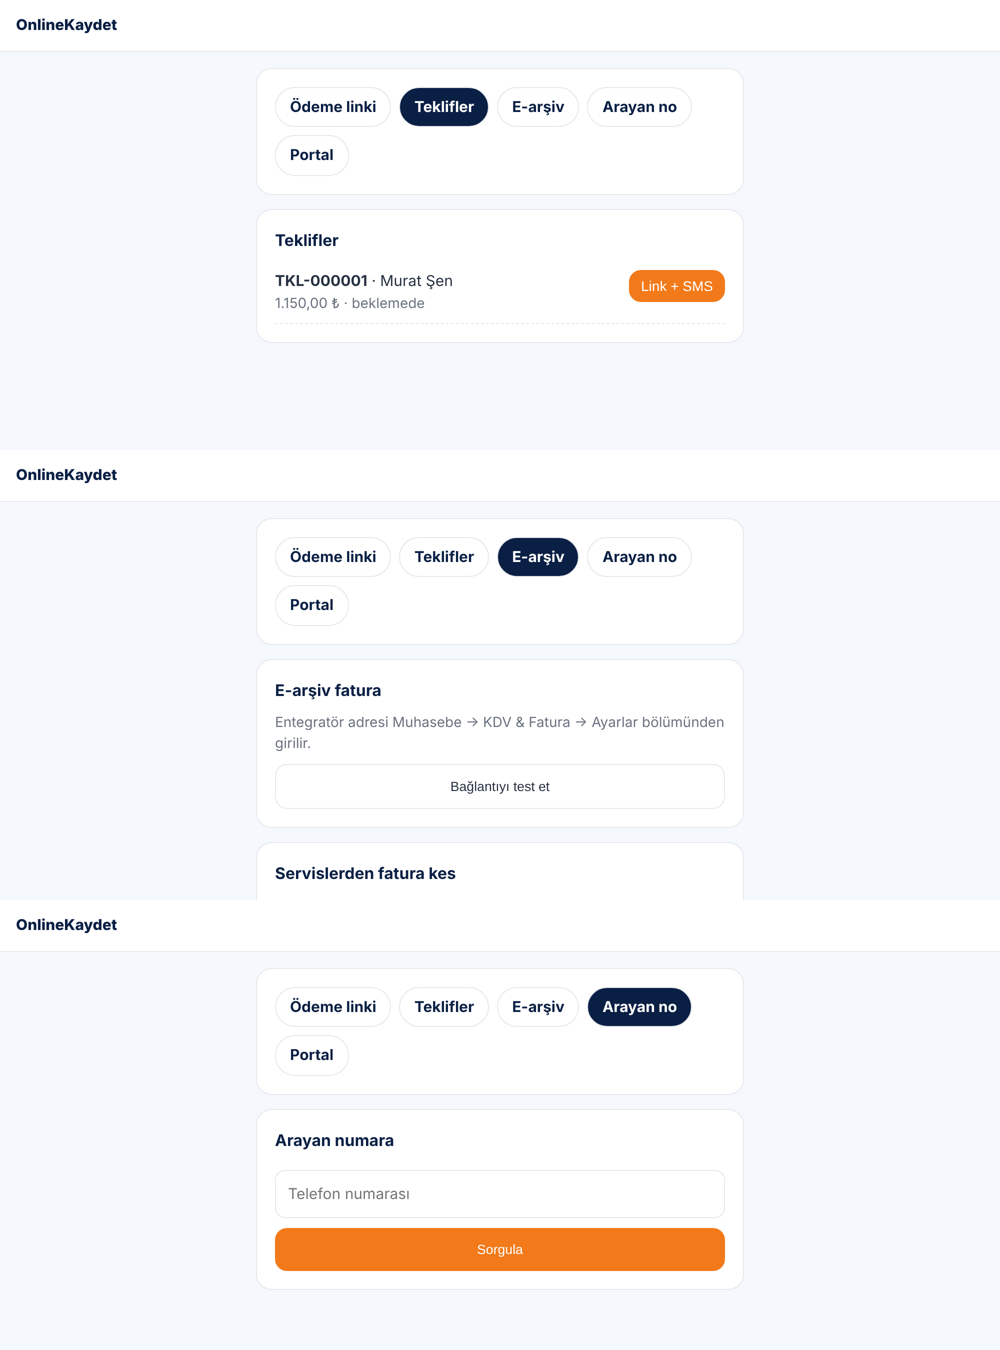 OnlineKaydet
Ödeme linki Teklifler E-arşiv Arayan no
Portal
Teklifler
TKL-000001 · Murat Şen
Link + SMS
1.150,00 ₺ · beklemede
OnlineKaydet
Ödeme linki Teklifler E-arşiv Arayan no
Portal
E-arşiv fatura
Entegratör adresi Muhasebe → KDV & Fatura → Ayarlar bölümünden
girilir.
Bağlantıyı test et
Servislerden fatura kes
OnlineKaydet
Ödeme linki Teklifler E-arşiv Arayan no
Portal
Arayan numara
Telefon numarası
Sorgula